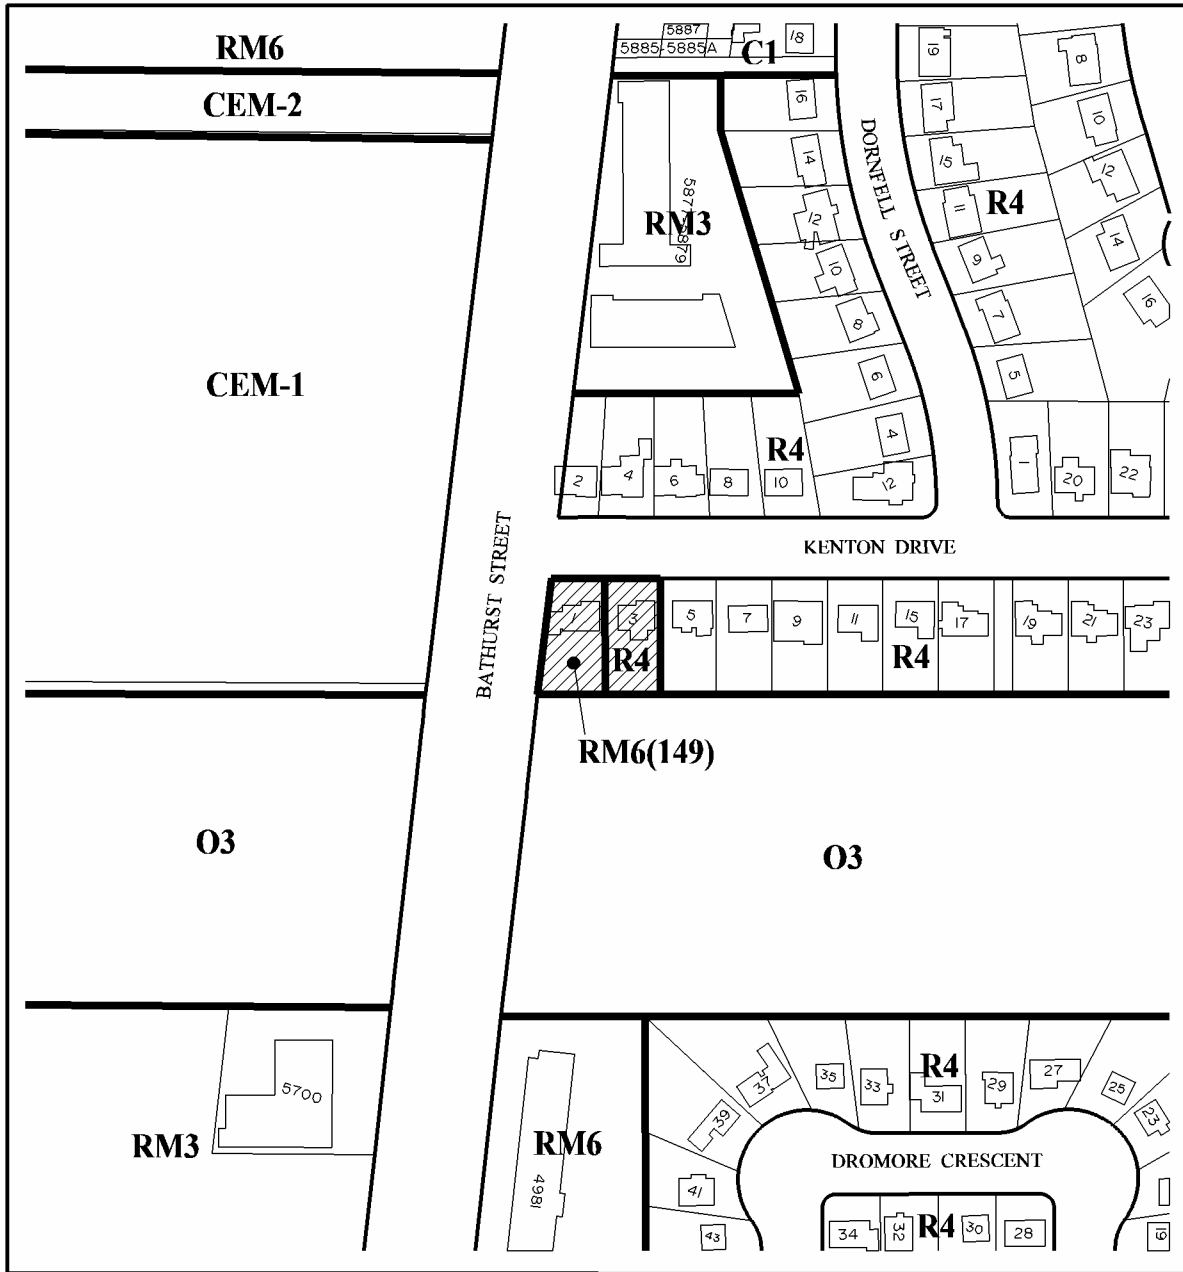 RM6
CEM-2
CEM-1
5887
5885-5885A
18
C1
19
8
16
17
10
14
15
12
DORNFELL STREET
11
R4
5877-5879
RM3
12
14
9
10
16
7
8
6
5
4
R4
2
4
6
8
10
12
1
20
22
BATHURST STREET
KENTON DRIVE
1
3
5
7
9
11
15
17
19
21
23
R4
R4
RM6(149)
O3
O3
5700
RM3
4981
RM6
37
35
33
R4
31
29
27
25
23
39
DROMORE CRESCENT
41
43
34
32
R4
30
28
19